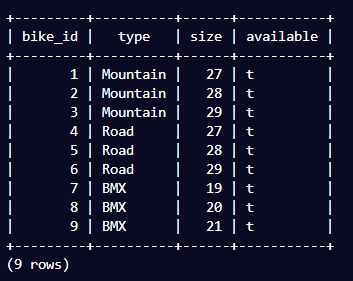 +---------+----------+------+-----------+
| bike_id |   type   | size | available |
+---------+----------+------+-----------+
|       1 | Mountain |   27 | t         |
|       2 | Mountain |   28 | t         |
|       3 | Mountain |   29 | t         |
|       4 | Road     |   27 | t         |
|       5 | Road     |   28 | t         |
|       6 | Road     |   29 | t         |
|       7 | BMX      |   19 | t         |
|       8 | BMX      |   20 | t         |
|       9 | BMX      |   21 | t         |
+---------+----------+------+-----------+
(9 rows)